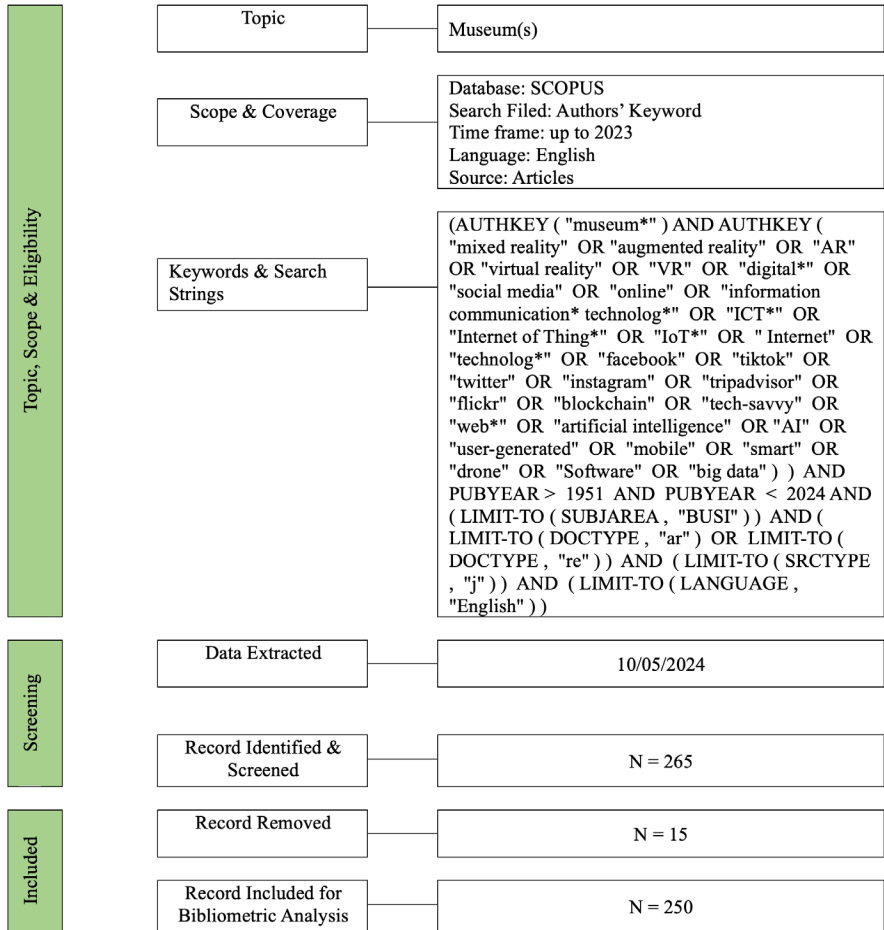 Topic, Scope & Eligibility
Topic
Museum(s)
Scope & Coverage
Database: SCOPUS
Search Filed: Authors’ Keyword
Time frame: up to 2023
Language: English
Source: Articles
Keywords & Search
Strings
(AUTHKEY ( "museum*" ) AND AUTHKEY (
"mixed reality" OR "augmented reality" OR "AR"
OR "virtual reality" OR "VR" OR "digital*" OR
"social media" OR "online" OR "information
communication* technolog*" OR "ICT*" OR
"Internet of Thing*" OR "IoT*" OR " Internet" OR
"technolog*" OR "facebook" OR "tiktok" OR
"twitter" OR "instagram" OR "tripadvisor" OR
"flickr" OR "blockchain" OR "tech-savvy" OR
"web*" OR "artificial intelligence" OR "AI" OR
"user-generated" OR "mobile" OR "smart" OR
"drone" OR "Software" OR "big data" ) ) AND
PUBYEAR > 1951 AND PUBYEAR < 2024 AND
( LIMIT-TO ( SUBJAREA , "BUSI" ) ) AND (
LIMIT-TO ( DOCTYPE , "ar" ) OR LIMIT-TO (
DOCTYPE , "re" ) ) AND ( LIMIT-TO ( SRCTYPE
, "j" ) ) AND ( LIMIT-TO ( LANGUAGE ,
"English" ) )
Screening
Data Extracted
10/05/2024
Record Identified &
Screened
N = 265
Included
Record Removed
N = 15
Record Included for
Bibliometric Analysis
N = 250